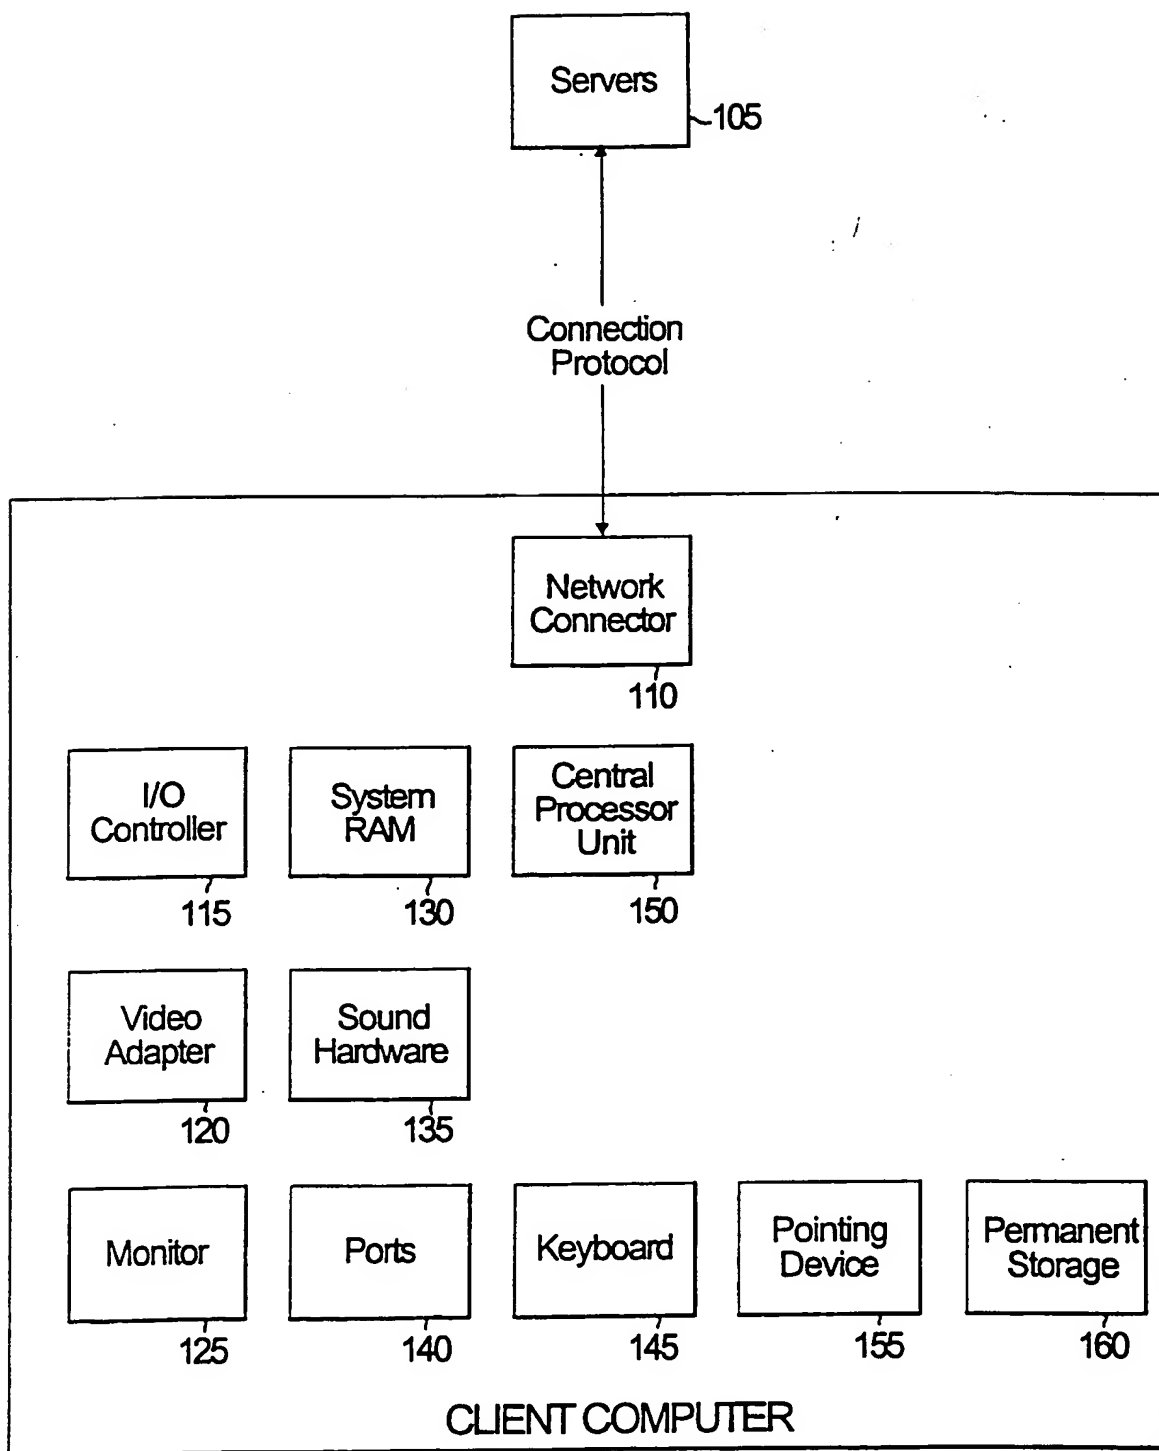 Servers
105
Connection
Protocol
Network
Connector
110
I/O
Controller
115
System
RAM
130
Central
Processor
Unit
150
Video
Adapter
120
Sound
Hardware
135
Monitor
125
Ports
140
Keyboard
145
Pointing
Device
155
Permanent
Storage
160
CLIENT COMPUTER